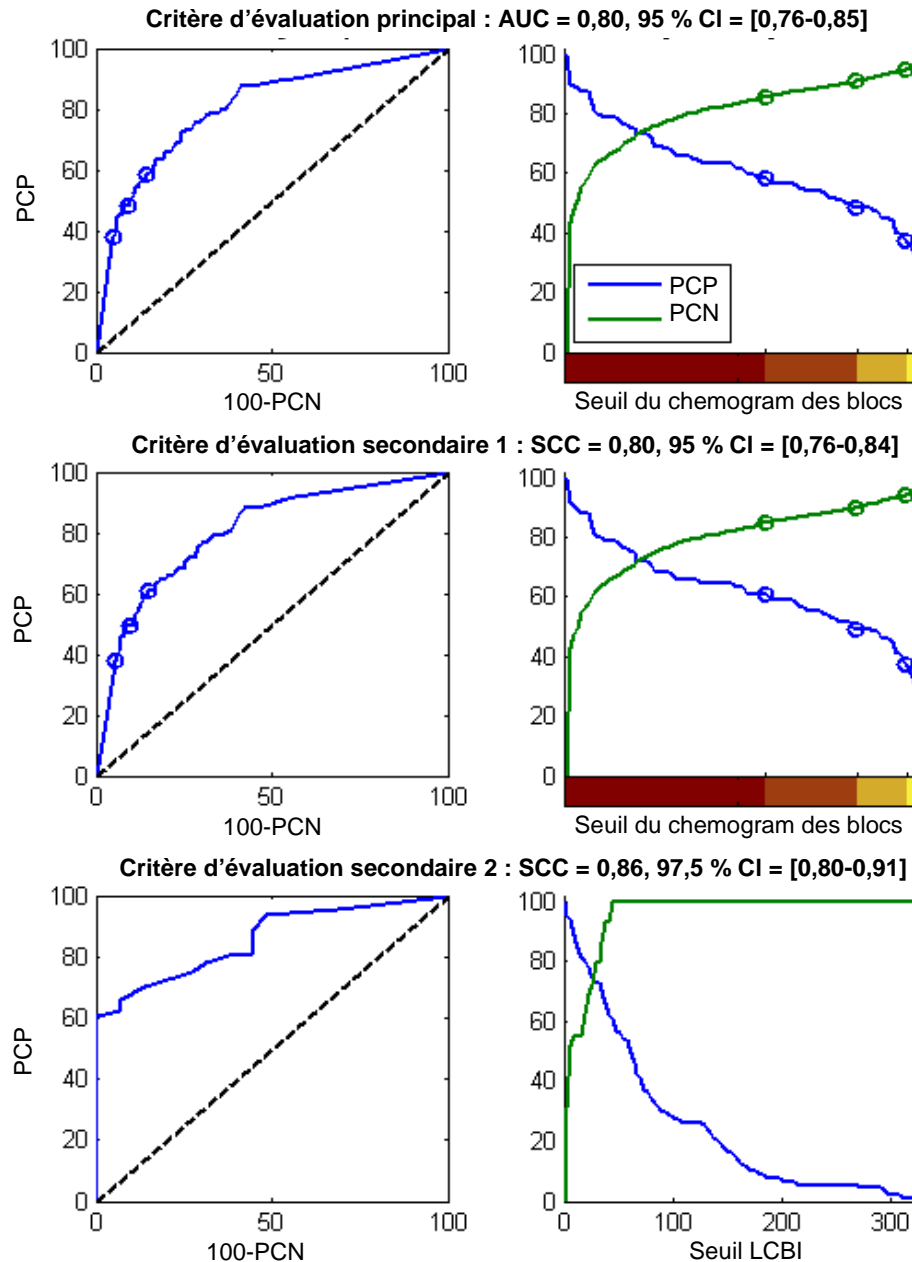 Critère d'évaluation principal : AUC = 0,80, 95 % CI = [0,76-0,85]
100
80
60
40
20
0
PCP
0 50 100
100-PCN
100
80
60
40
20
0
PCP
PCN
Seuil du chemogram des blocs
Critère d'évaluation secondaire 1 : SCC = 0,80, 95 % CI = [0,76-0,84]
100
80
60
40
20
0
PCP
0 50 100
100-PCN
100
80
60
40
20
0
Seuil du chemogram des blocs
Critère d'évaluation secondaire 2 : SCC = 0,86, 97,5 % CI = [0,80-0,91]
100
80
60
40
20
0
PCP
0 50 100
100-PCN
100
80
60
40
20
0
0 100 200 300
Seuil LCBI